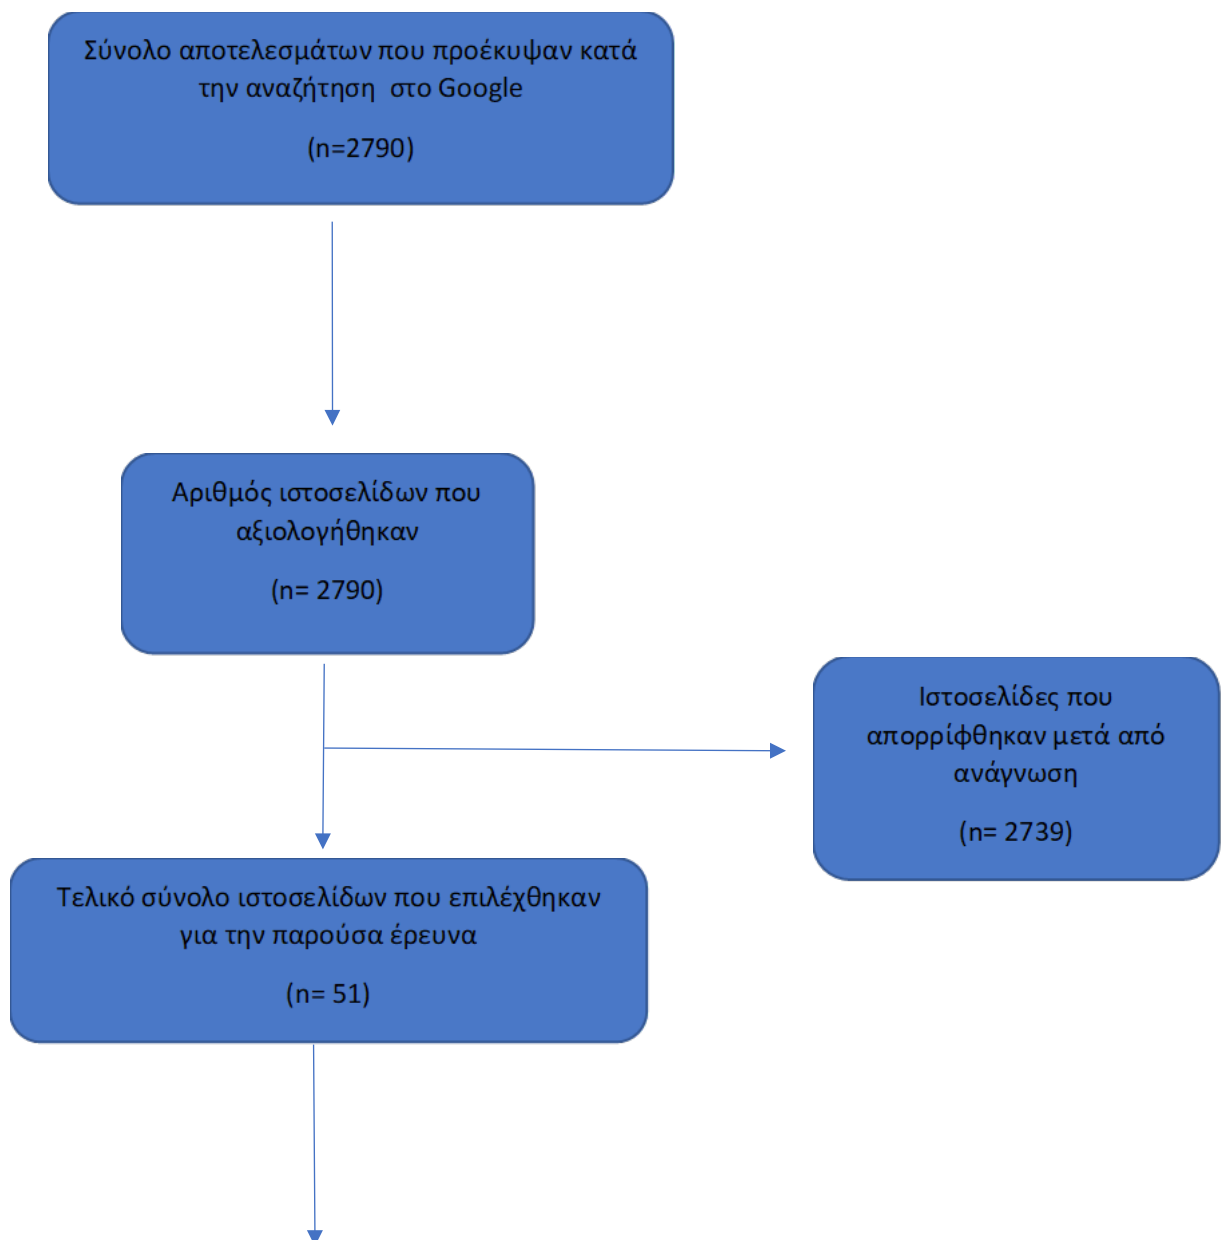 Σύνολο αποτελεσμάτων που προέκυψαν κατά
την αναζήτηση στο Google
(n=2790)
Αριθμός ιστοσελίδων που
αξιολογήθηκαν
(n= 2790)
Ιστοσελίδες που
απορρίφθηκαν μετά από
ανάγνωση
(n= 2739)
Τελικό σύνολο ιστοσελίδων που επιλέχθηκαν
για την παρούσα έρευνα
(n= 51)